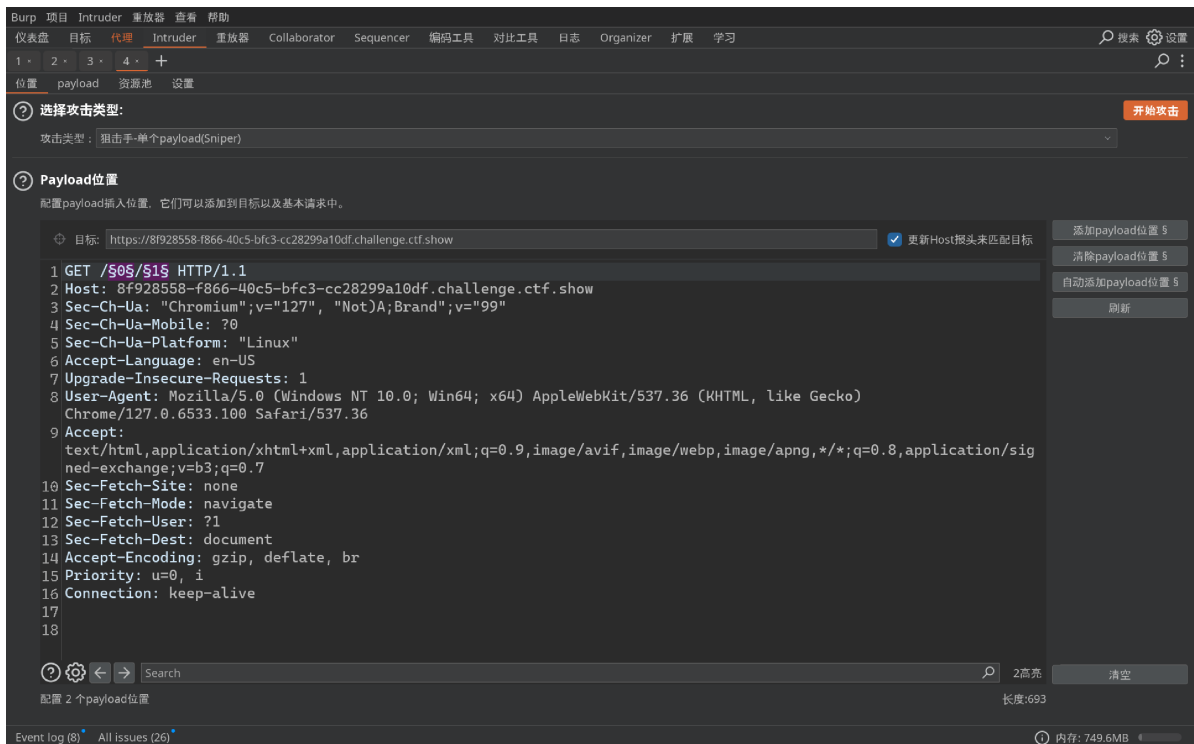 Burp 项目 Intruder 重放器 查看 帮助
仪表盘 目标 代理 Intruder 重放器 Collaborator Sequencer 编码工具 对比工具 日志 Organizer 扩展 学习 搜索 设置
1 2 3 4 +
位置 payload 资源池 设置
选择攻击类型: 开始攻击
攻击类型: 狙击手-单个payload(Sniper)
Payload位置
配置payload插入位置，它们可以添加到目标以及基本请求中。
目标: https://8f928558-f866-40c5-bfc3-cc28299a10df.challenge.ctf.show 更新Host报头来匹配目标
添加payload位置 §
清除payload位置 §
自动添加payload位置 §
刷新
1 GET /§0§/§1§ HTTP/1.1
2 Host: 8f928558-f866-40c5-bfc3-cc28299a10df.challenge.ctf.show
3 Sec-Ch-Ua: "Chromium";v="127", "Not)A;Brand";v="99"
4 Sec-Ch-Ua-Mobile: ?0
5 Sec-Ch-Ua-Platform: "Linux"
6 Accept-Language: en-US
7 Upgrade-Insecure-Requests: 1
8 User-Agent: Mozilla/5.0 (Windows NT 10.0; Win64; x64) AppleWebKit/537.36 (KHTML, like Gecko)
Chrome/127.0.6533.100 Safari/537.36
9 Accept:
text/html,application/xhtml+xml,application/xml;q=0.9,image/avif,image/webp,image/apng,*/*;q=0.8,application/sig
ned-exchange;v=b3;q=0.7
10 Sec-Fetch-Site: none
11 Sec-Fetch-Mode: navigate
12 Sec-Fetch-User: ?1
13 Sec-Fetch-Dest: document
14 Accept-Encoding: gzip, deflate, br
15 Priority: u=0, i
16 Connection: keep-alive
17
18
Search 2高亮 清空
配置 2 个payload位置 长度:693
Event log (8) All issues (26) 内存: 749.6MB